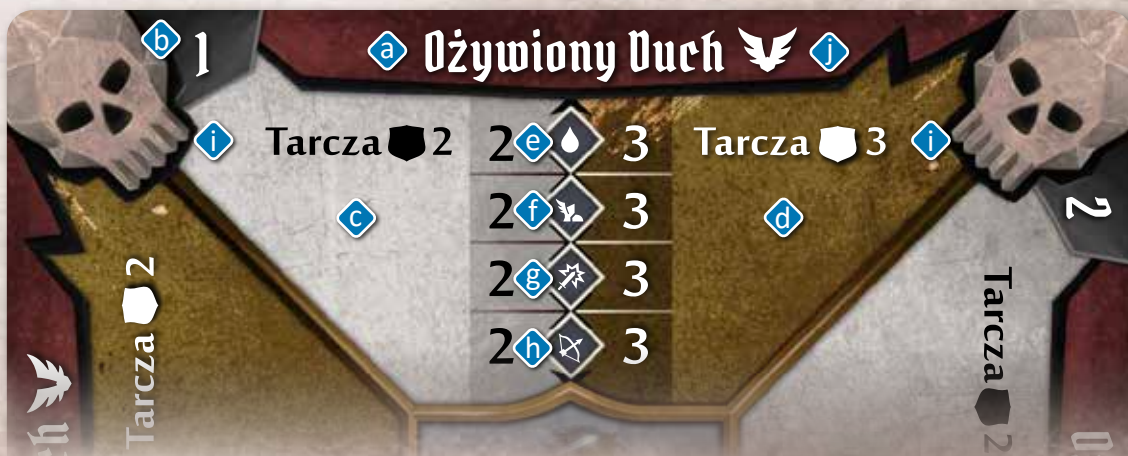 b 1 a Ożywiony Duch j
i Tarcza 2 2 e 3 Tarcza 3 i
c 2 f 3 d
2 g 3
2 h 3
2
Tarcza 2
Tarcza 2